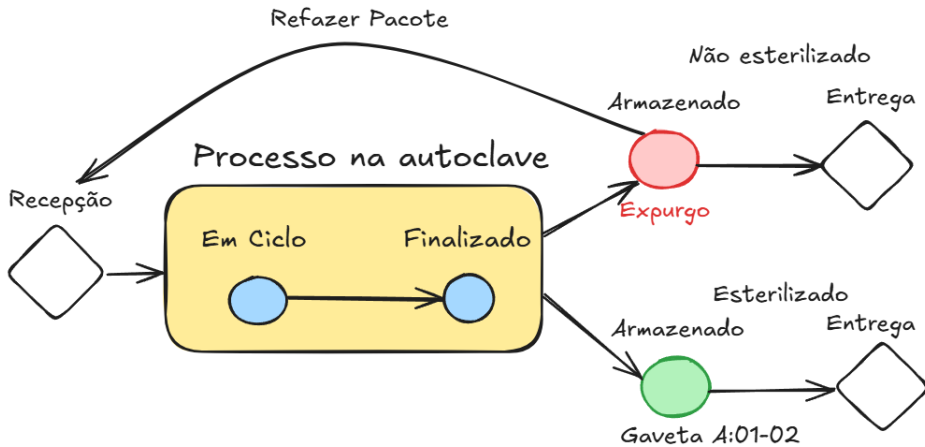 Refazer Pacote
Não esterilizado
Armazenado
Entrega
Processo na autoclave
Recepção
Expurgo
Em Ciclo
Finalizado
Esterilizado
Armazenado
Entrega
Gaveta A:01-02